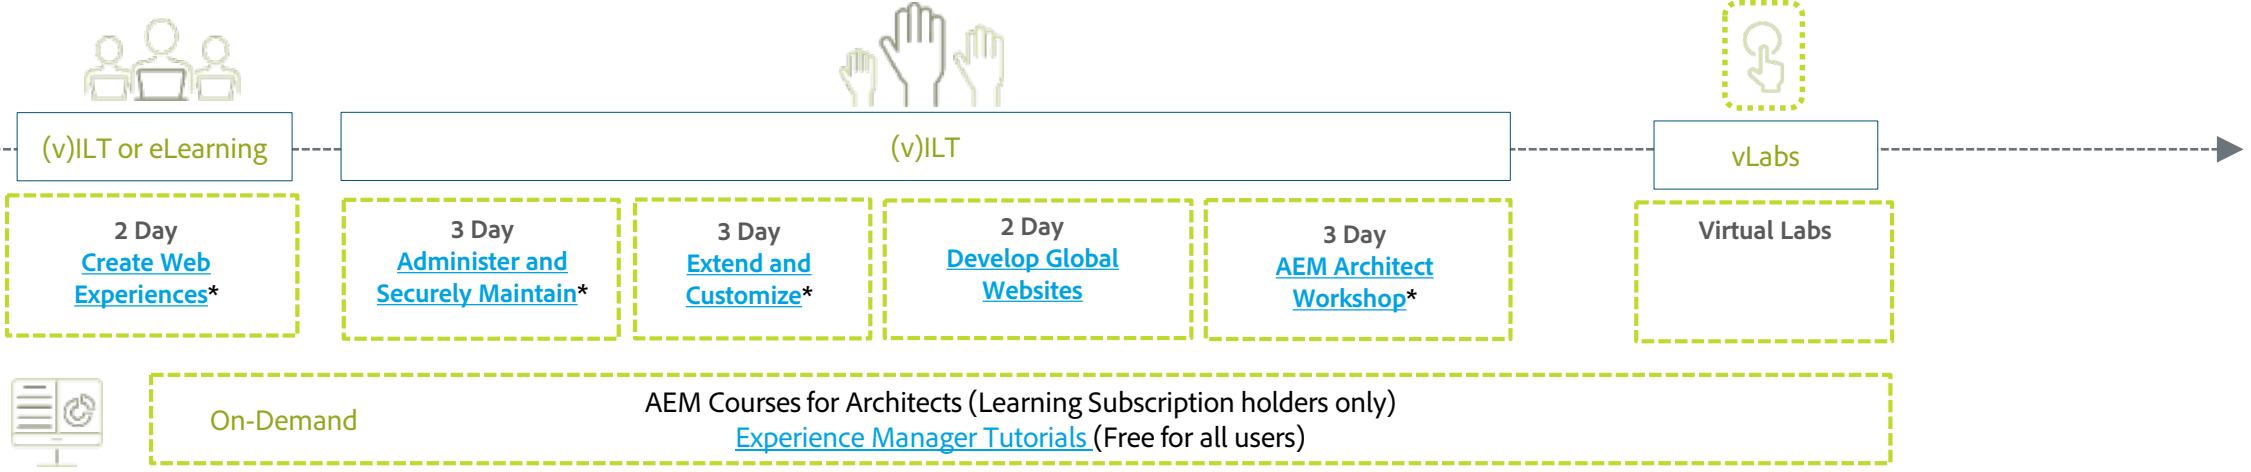 (v)ILT or eLearning
(v)ILT
vLabs
2 Day
Create Web
Experiences*
3 Day
Administer and
Securely Maintain*
3 Day
Extend and
Customize*
2 Day
Develop Global
Websites
3 Day
AEM Architect
Workshop*
Virtual Labs
On-Demand
AEM Courses for Architects (Learning Subscription holders only)
Experience Manager Tutorials (Free for all users)